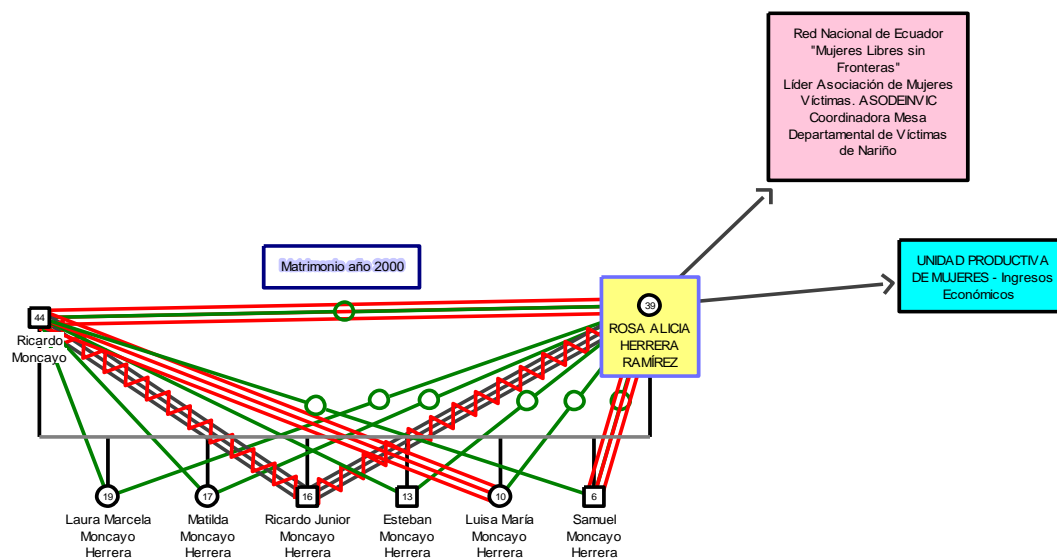 Red Nacional de Ecuador
"Mujeres Libres sin
Fronteras"
Líder Asociación de Mujeres
Víctimas. ASODEINVIC
Coordinadora Mesa
Departamental de Víctimas
de Nariño
Matrimonio año 2000
UNIDAD PRODUCTIVA
DE MUJERES - Ingresos
Económicos
44
Ricardo
Moncayo
39
ROSA ALICIA
HERRERA
RAMÍREZ
19
Laura Marcela
Moncayo
Herrera
17
Matilda
Moncayo
Herrera
16
Ricardo Junior
Moncayo
Herrera
13
Esteban
Moncayo
Herrera
10
Luisa María
Moncayo
Herrera
6
Samuel
Moncayo
Herrera